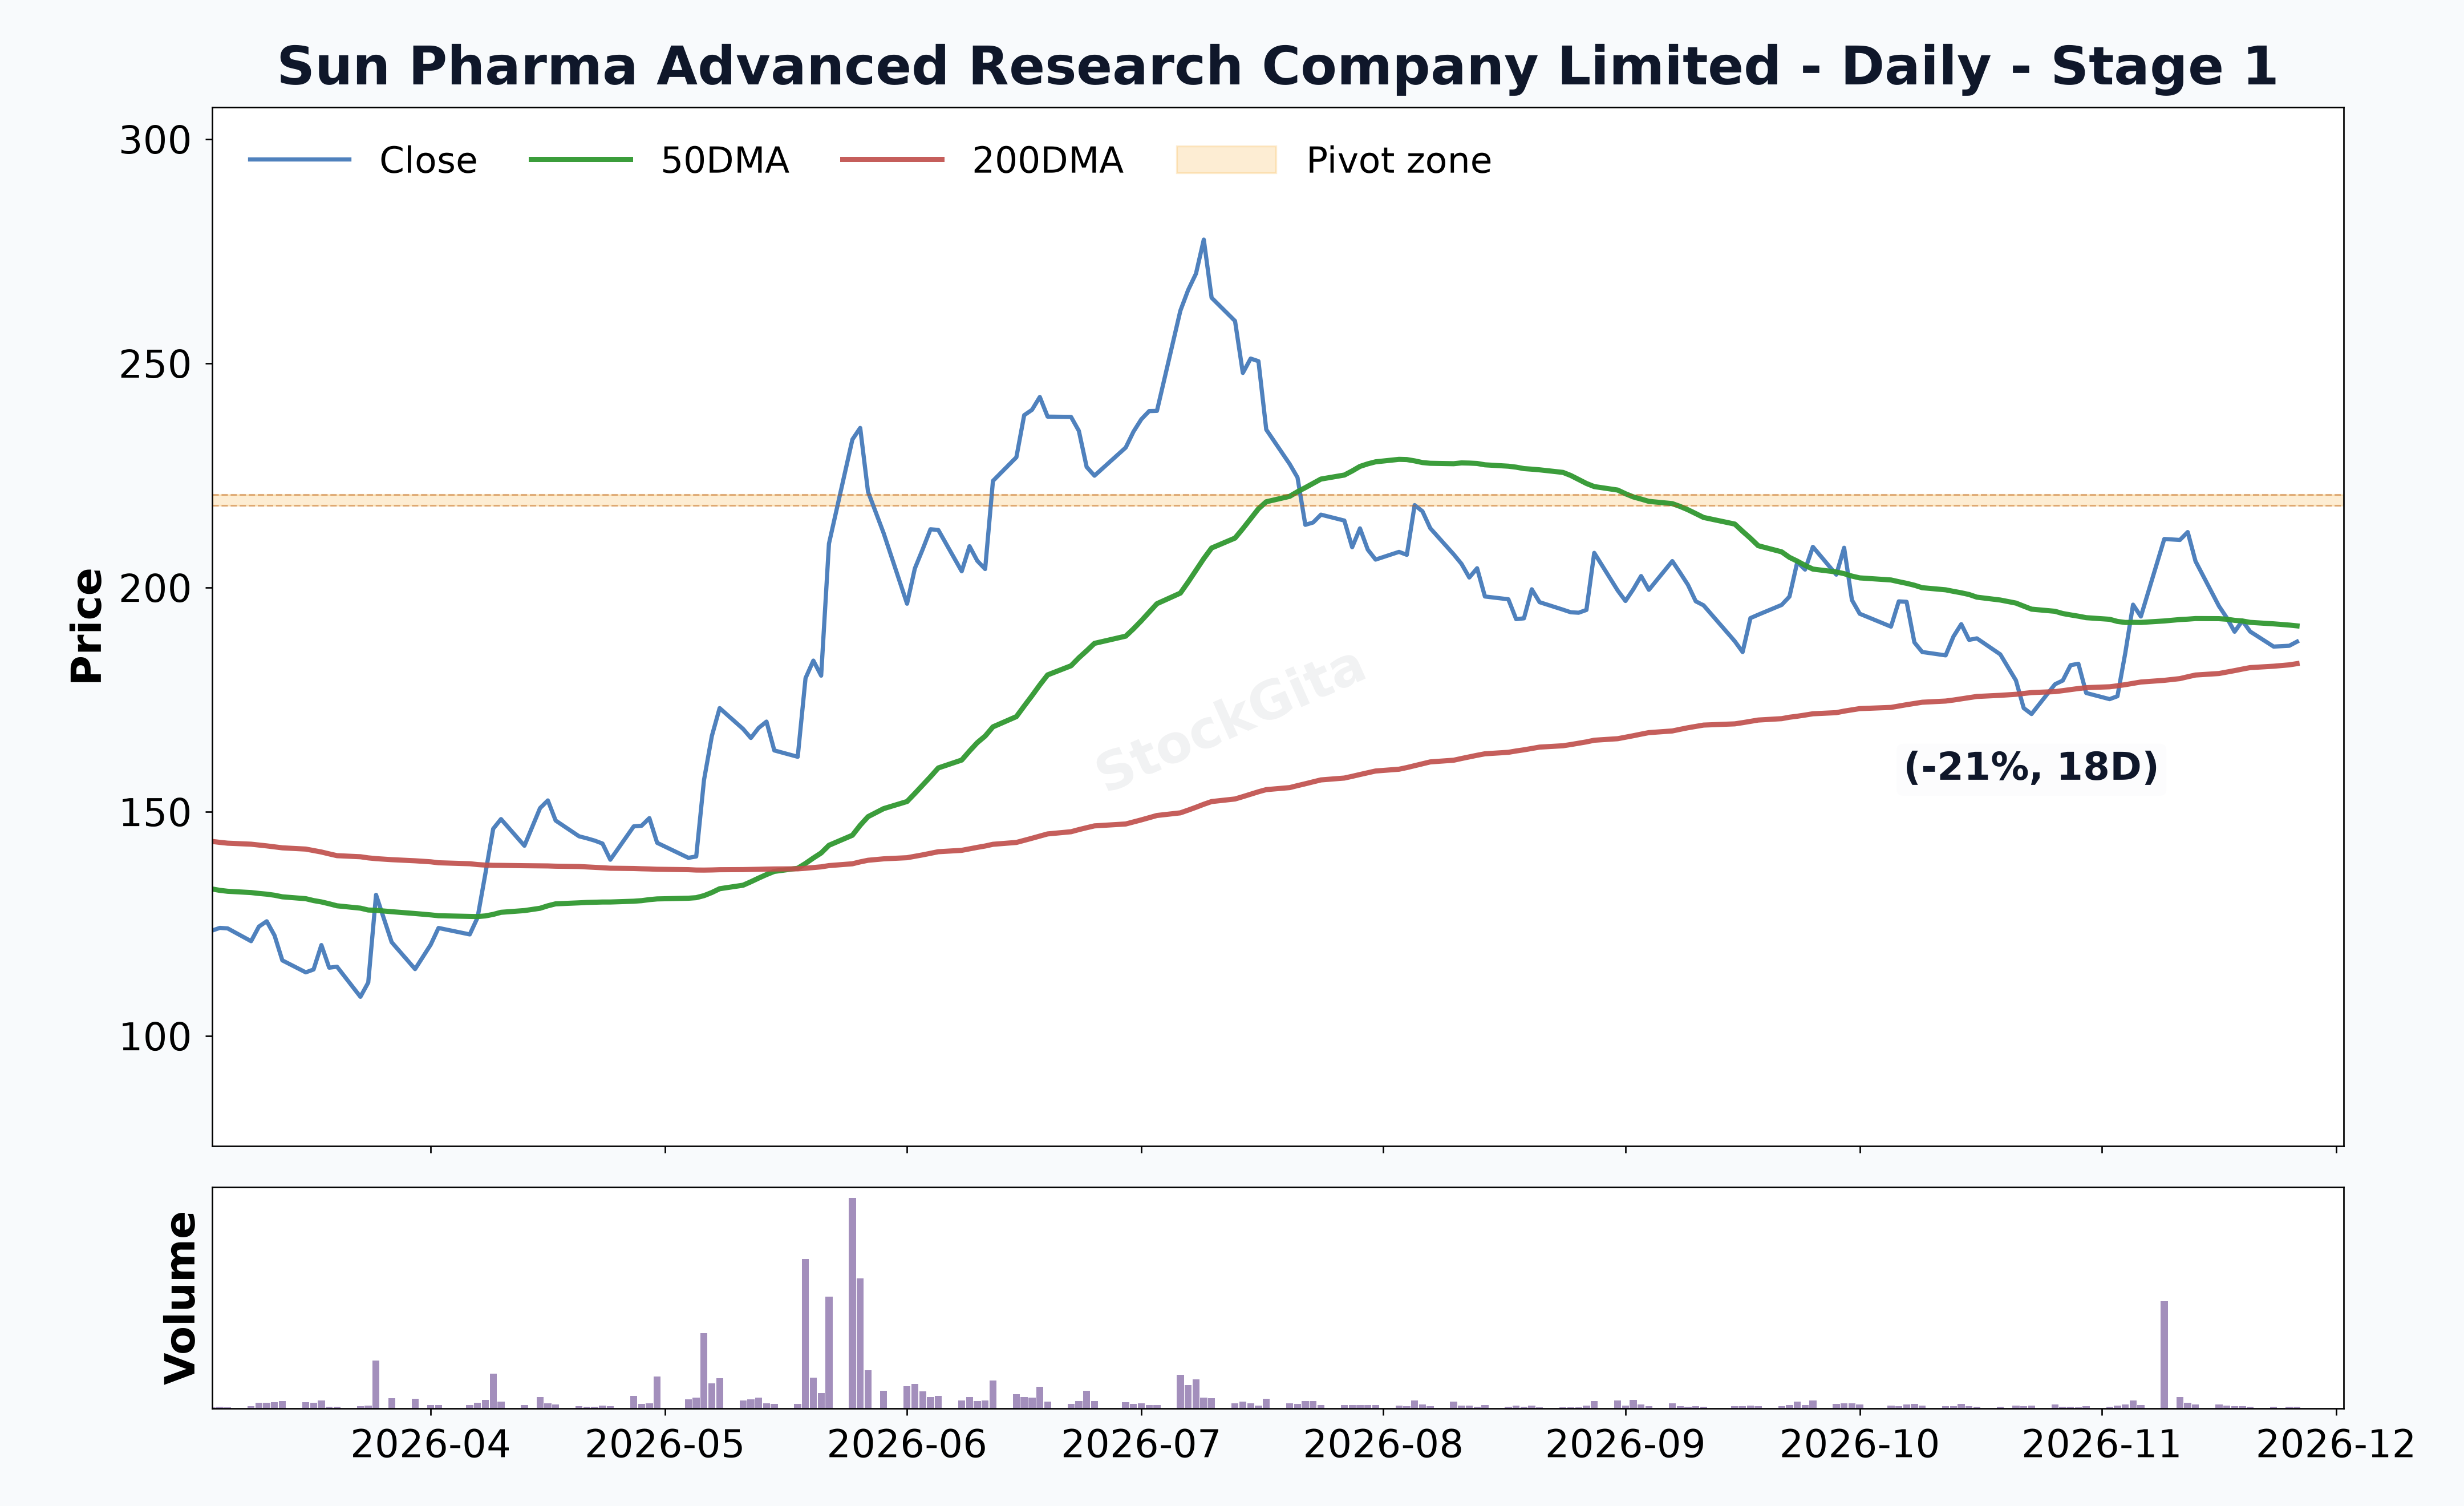 Sun Pharma Advanced Research Company Limited - Daily - Stage 1
Close 50DMA 200DMA Pivot zone
300
250
200
150
100
Price
StockGita
(-21%, 18D)
Volume
2026-04 2026-05 2026-06 2026-07 2026-08 2026-09 2026-10 2026-11 2026-12